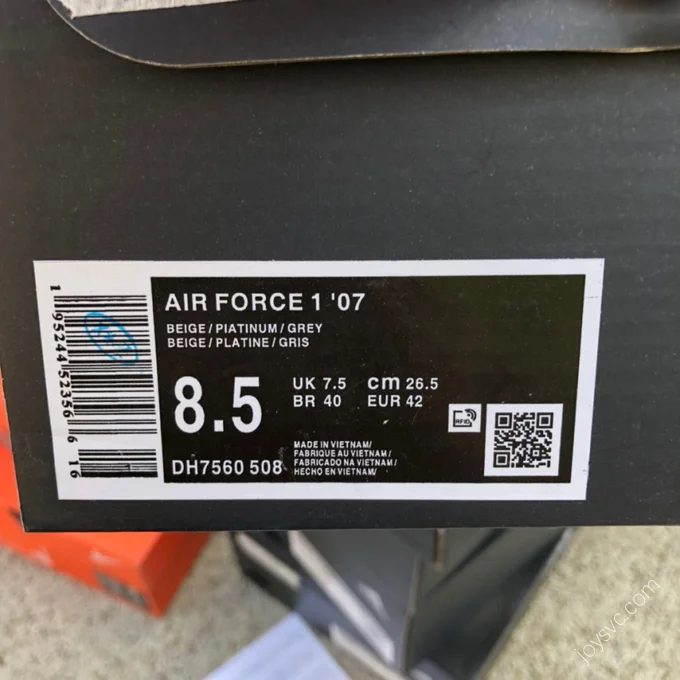 AIR FORCE 1 '07
BEIGE/PIATINUM/GREY
BEIGE/PLATINE/GRIS
8.5
UK 7.5 cm 26.5
BR 40 EUR 42
RFID
DH7560 508
MADE IN VIETNAM/
FABRIQUE AU VIETNAM/
FABRICADO NA VIETNAM/
HECHO EN VIETNAM/
1 95244 52356 6 16
joysvc.com